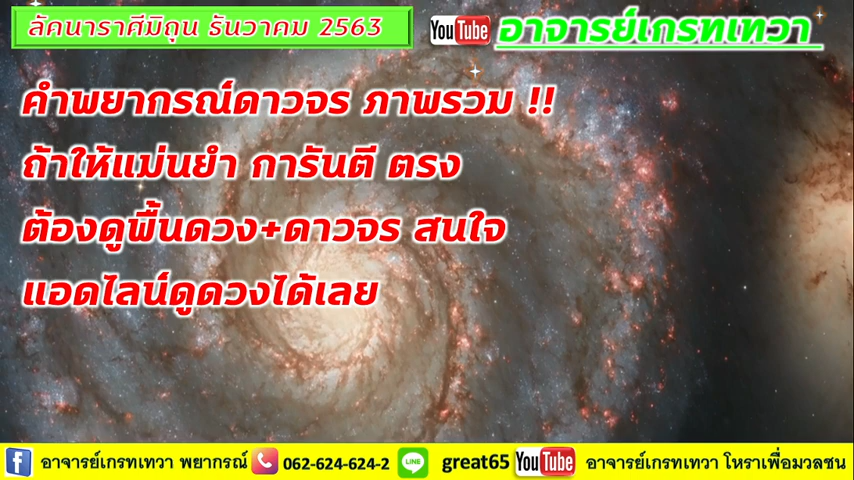 ลัคนาราศีมิถุน ธันวาคม 2563
YouTube อาจารย์เกรทเทวา
คำพยากรณ์ดาวจร ภาพรวม !!
ถ้าให้แม่นยำ การันตี ตรง
ต้องดูพื้นดวง+ดาวจร สนใจ
แอดไลน์ดูดวงได้เลย
f อาจารย์เกรทเทวา พยากรณ์ 062-624-624-2 LINE great65 YouTube อาจารย์เกรทเทวา โหราเพื่อมวลชน